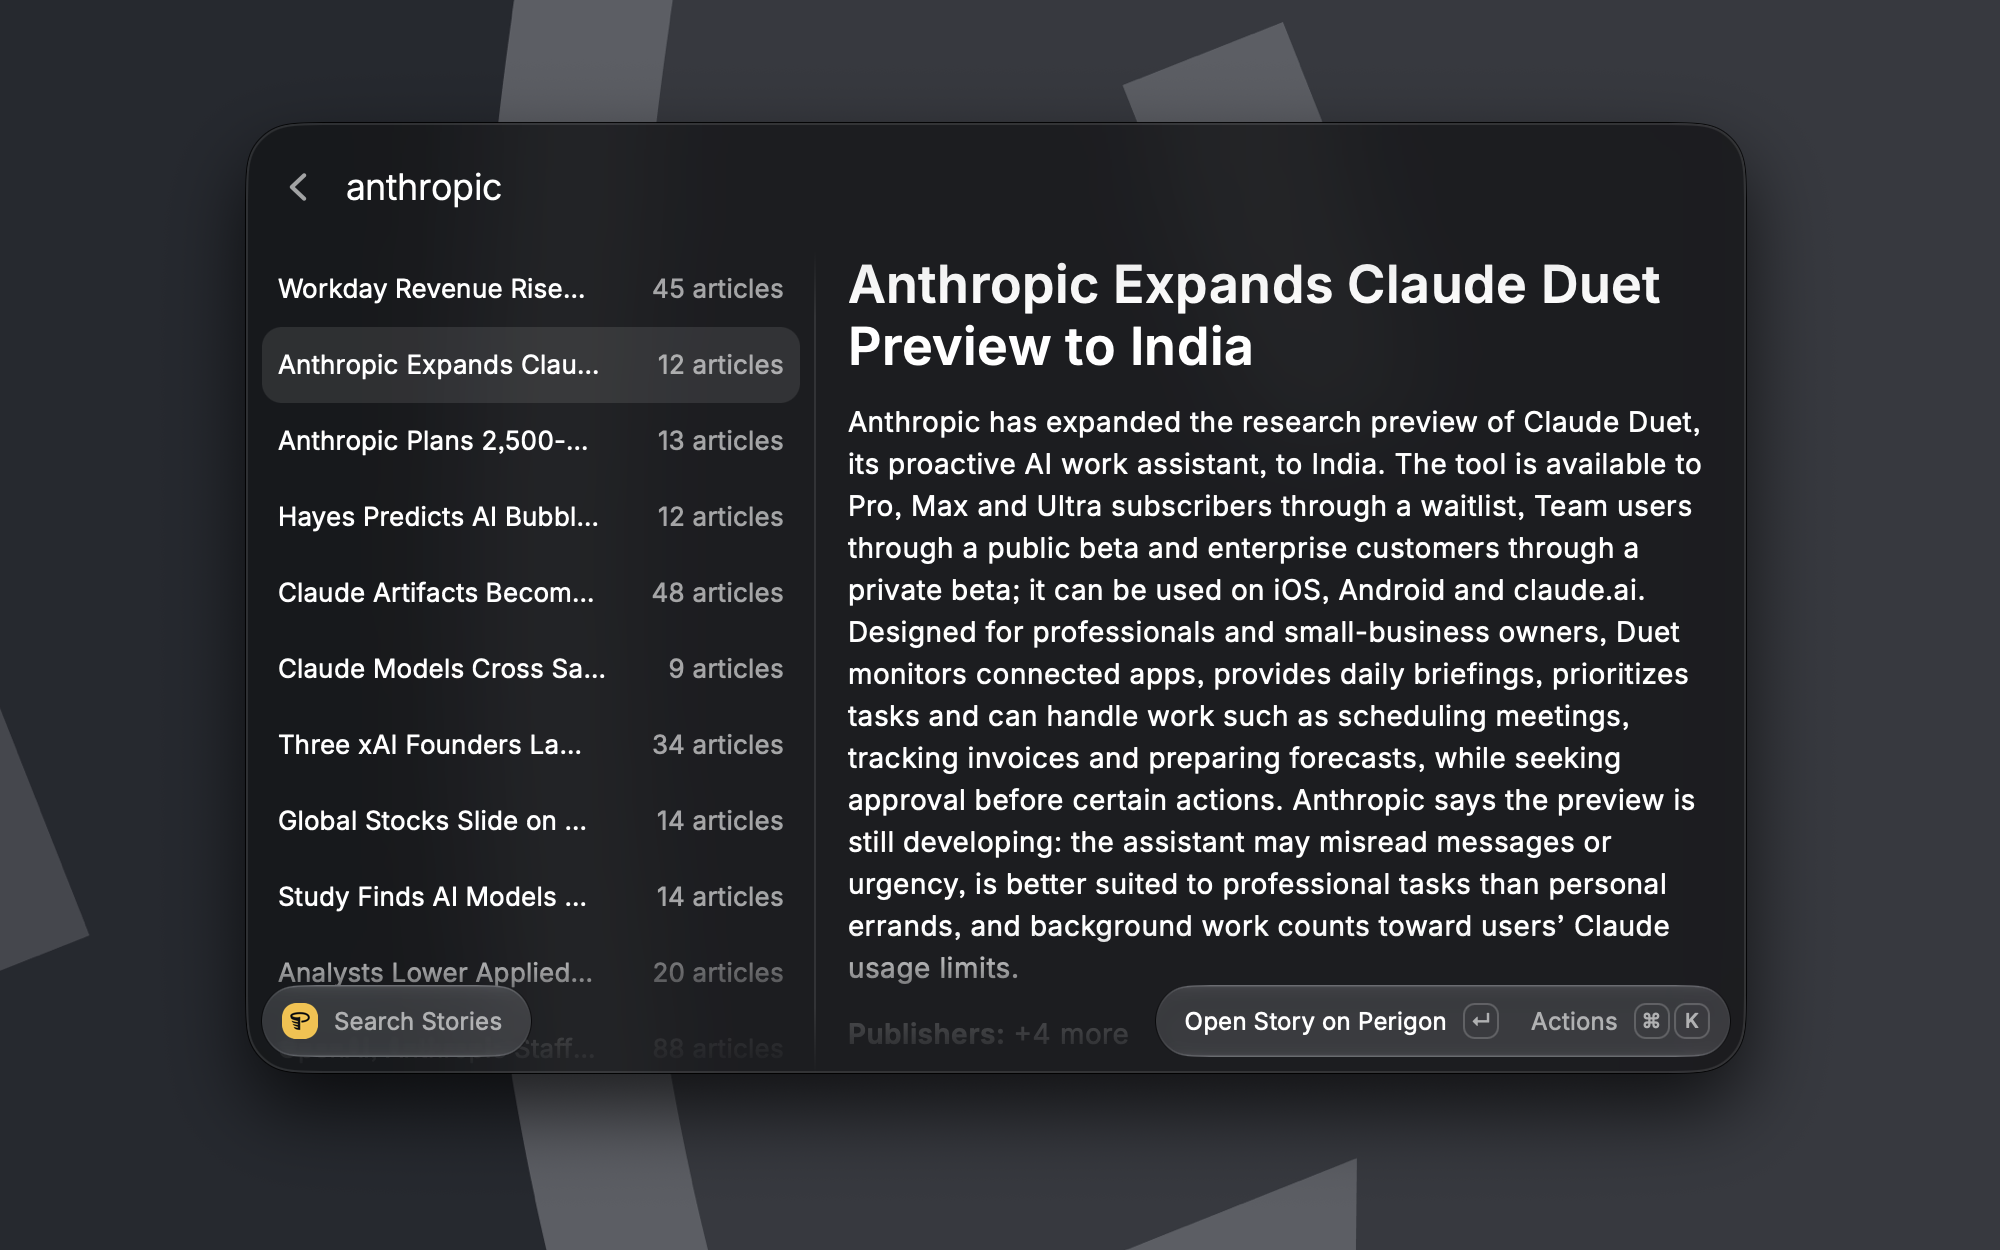 anthropic
Workday Revenue Rise... 45 articles
Anthropic Expands Clau... 12 articles
Anthropic Plans 2,500-... 13 articles
Hayes Predicts AI Bubbl... 12 articles
Claude Artifacts Becom... 48 articles
Claude Models Cross Sa... 9 articles
Three xAI Founders La... 34 articles
Global Stocks Slide on ... 14 articles
Study Finds AI Models ... 14 articles
Analysts Lower Applied... 20 articles
Staff... 88 articles
Search Stories
Anthropic Expands Claude Duet
Preview to India
Anthropic has expanded the research preview of Claude Duet,
its proactive AI work assistant, to India. The tool is available to
Pro, Max and Ultra subscribers through a waitlist, Team users
through a public beta and enterprise customers through a
private beta; it can be used on iOS, Android and claude.ai.
Designed for professionals and small-business owners, Duet
monitors connected apps, provides daily briefings, prioritizes
tasks and can handle work such as scheduling meetings,
tracking invoices and preparing forecasts, while seeking
approval before certain actions. Anthropic says the preview is
still developing: the assistant may misread messages or
urgency, is better suited to professional tasks than personal
errands, and background work counts toward users’ Claude
usage limits.
Publishers: +4 more
Open Story on Perigon ↵ Actions ⌘ K